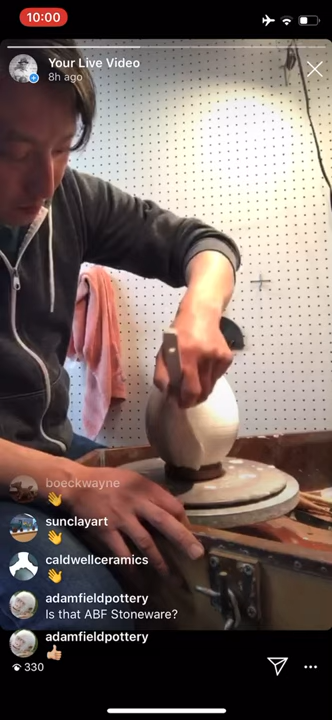 10:00
Your Live Video
8h ago
boeckwayne
👋
sunclayart
👋
caldwellceramics
👋
adamfieldpottery
Is that ABF Stoneware?
adamfieldpottery
👍🏼
330